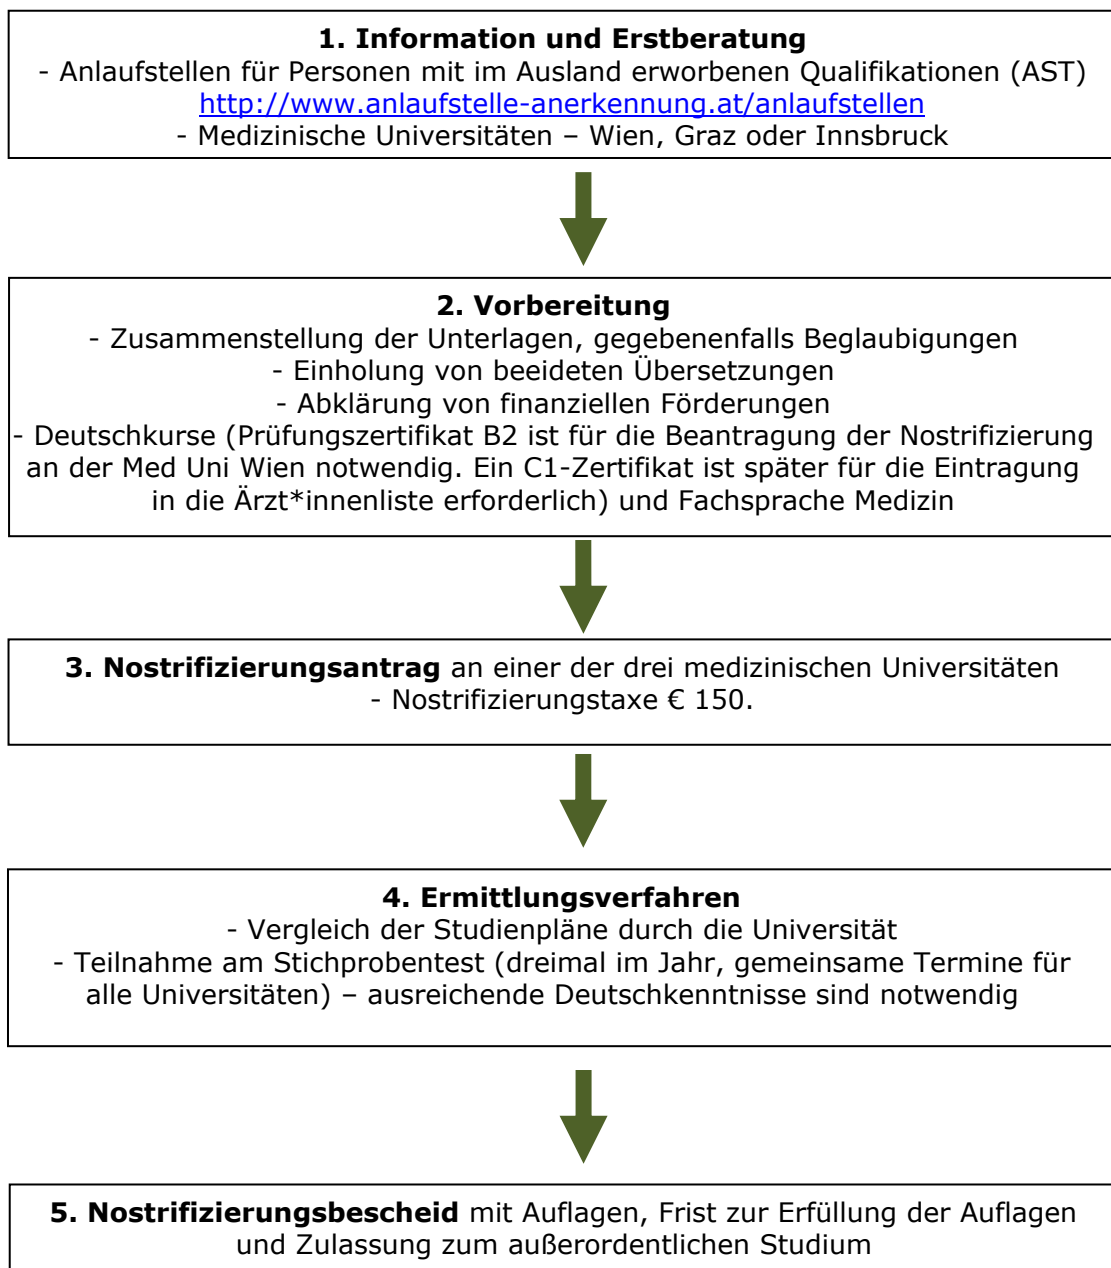 1. Information und Erstberatung
- Anlaufstellen für Personen mit im Ausland erworbenen Qualifikationen (AST)
http://www.anlaufstelle-anerkennung.at/anlaufstellen
- Medizinische Universitäten – Wien, Graz oder Innsbruck
2. Vorbereitung
- Zusammenstellung der Unterlagen, gegebenenfalls Beglaubigungen
- Einholung von beeideten Übersetzungen
- Abklärung von finanziellen Förderungen
- Deutschkurse (Prüfungszertifikat B2 ist für die Beantragung der Nostrifizierung
an der Med Uni Wien notwendig. Ein C1-Zertifikat ist später für die Eintragung
in die Ärzt*innenliste erforderlich) und Fachsprache Medizin
3. Nostrifizierungsantrag an einer der drei medizinischen Universitäten
- Nostrifizierungstaxe € 150.
4. Ermittlungsverfahren
- Vergleich der Studienpläne durch die Universität
- Teilnahme am Stichprobentest (dreimal im Jahr, gemeinsame Termine für
alle Universitäten) – ausreichende Deutschkenntnisse sind notwendig
5. Nostrifizierungsbescheid mit Auflagen, Frist zur Erfüllung der Auflagen
und Zulassung zum außerordentlichen Studium